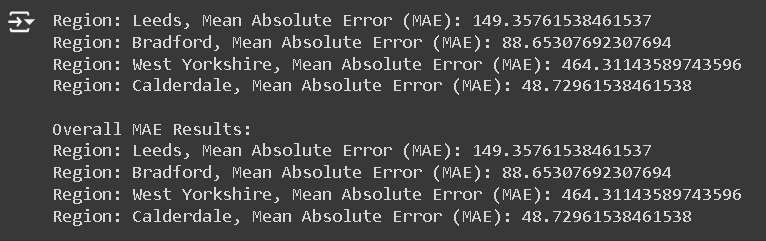 Region: Leeds, Mean Absolute Error (MAE): 149.35761538461537
Region: Bradford, Mean Absolute Error (MAE): 88.65307692307694
Region: West Yorkshire, Mean Absolute Error (MAE): 464.31143589743596
Region: Calderdale, Mean Absolute Error (MAE): 48.72961538461538
Overall MAE Results:
Region: Leeds, Mean Absolute Error (MAE): 149.35761538461537
Region: Bradford, Mean Absolute Error (MAE): 88.65307692307694
Region: West Yorkshire, Mean Absolute Error (MAE): 464.31143589743596
Region: Calderdale, Mean Absolute Error (MAE): 48.72961538461538